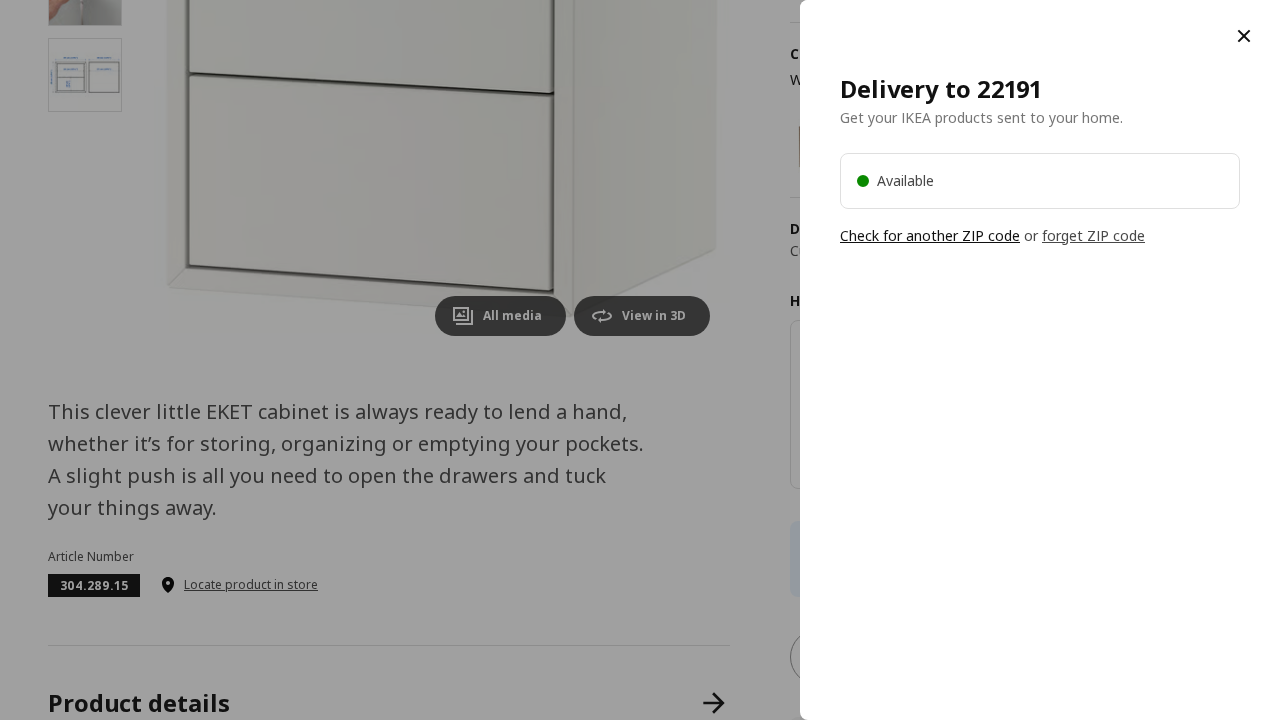 All media
View in 3D
This clever little EKET cabinet is always ready to lend a hand,
whether it’s for storing, organizing or emptying your pockets.
A slight push is all you need to open the drawers and tuck
your things away.
Article Number
304.289.15
Locate product in store
Product details
Delivery to 22191
Get your IKEA products sent to your home.
Available
Check for another ZIP code or forget ZIP code